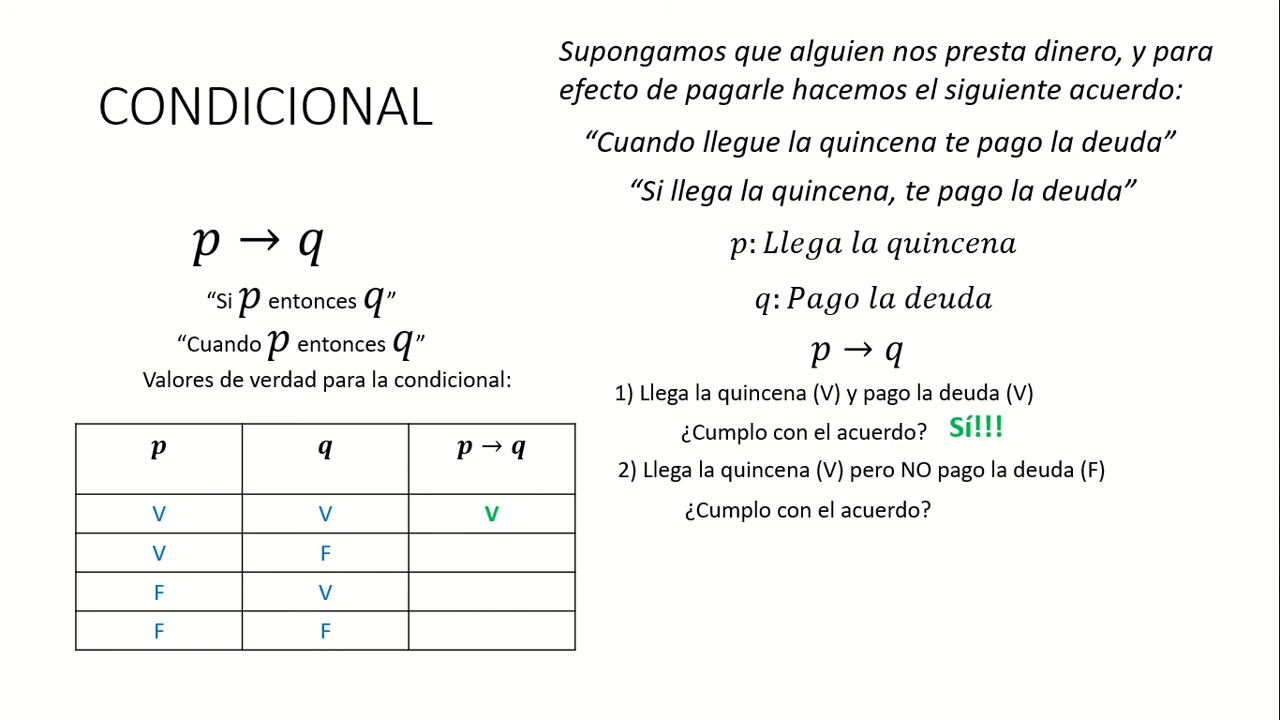 CONDICIONAL
p → q
“Si p entonces q”
“Cuando p entonces q”
Valores de verdad para la condicional:
p q p → q
V V V
V F
F V
F F
Supongamos que alguien nos presta dinero, y para
efecto de pagarle hacemos el siguiente acuerdo:
“Cuando llegue la quincena te pago la deuda”
“Si llega la quincena, te pago la deuda”
p: Llega la quincena
q: Pago la deuda
p → q
1) Llega la quincena (V) y pago la deuda (V)
¿Cumplo con el acuerdo? Sí!!!
2) Llega la quincena (V) pero NO pago la deuda (F)
¿Cumplo con el acuerdo?